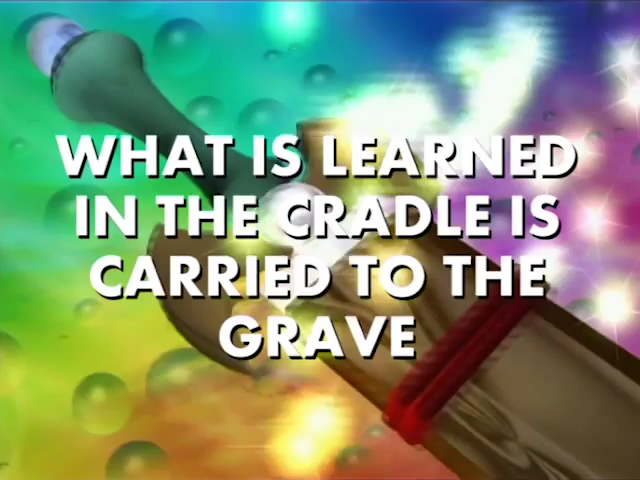 WHAT IS LEARNED
IN THE CRADLE IS
CARRIED TO THE
GRAVE